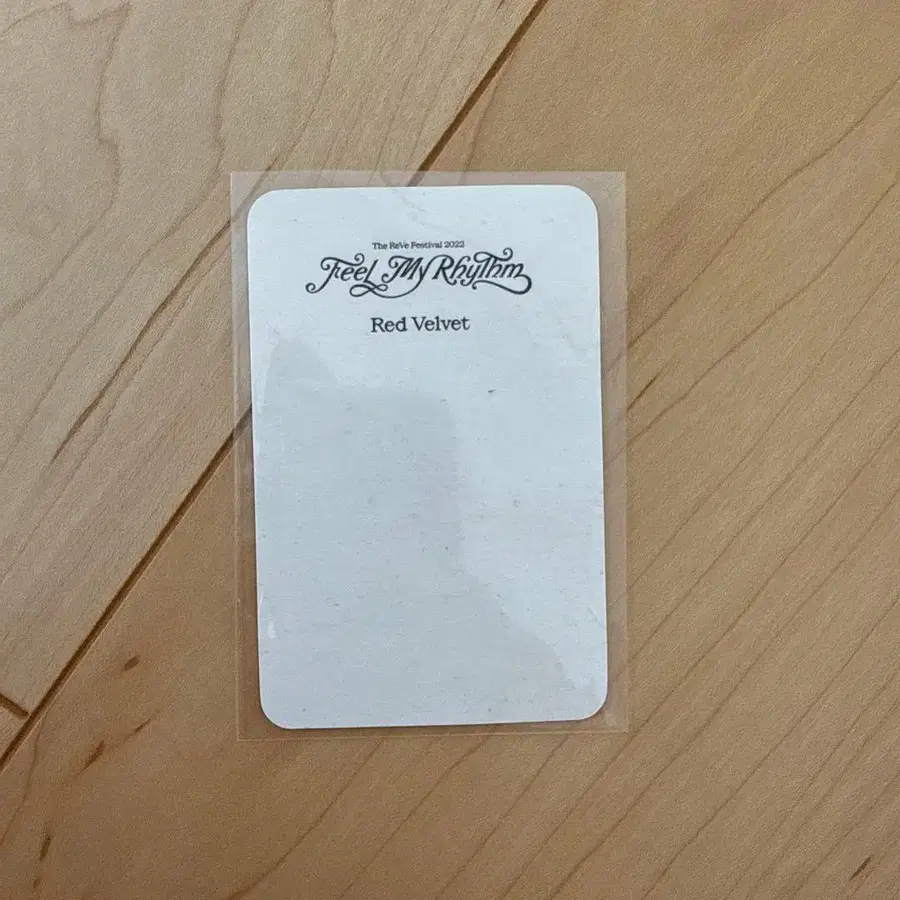 The ReVe Festival 2022
Feel My Rhythm
Red Velvet